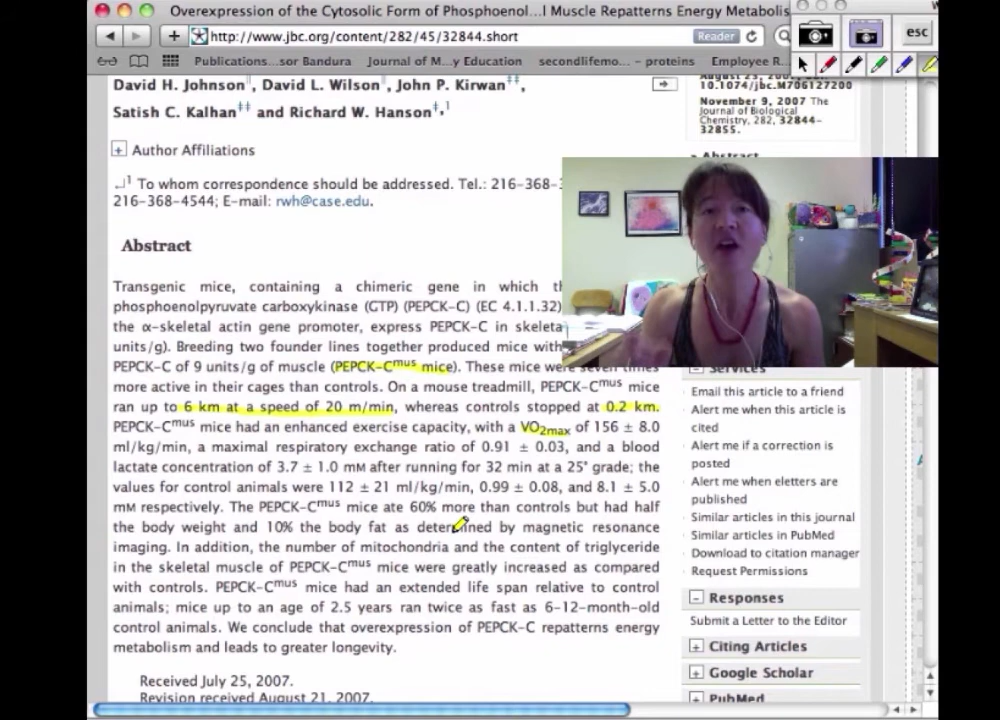 Overexpression of the Cytosolic Form of Phosphoenol...l Muscle Repatterns Energy Metabolis
http://www.jbc.org/content/282/45/32844.short
Reader
esc
Publications...sor Bandura Journal of M...y Education secondlifemo... – proteins Employee R...
David H. Johnson||, David L. Wilson||, John P. Kirwan‡‡,
Satish C. Kalhan‡‡ and Richard W. Hanson‡,1
+ Author Affiliations
1 To whom correspondence should be addressed. Tel.: 216-368-3
216-368-4544; E-mail: rwh@case.edu.
Abstract
Transgenic mice, containing a chimeric gene in which th
phosphoenolpyruvate carboxykinase (GTP) (PEPCK-C) (EC 4.1.1.32)
the α-skeletal actin gene promoter, express PEPCK-C in skeleta
units/g). Breeding two founder lines together produced mice with
PEPCK-C of 9 units/g of muscle (PEPCK-Cmus mice). These mice were seven times
more active in their cages than controls. On a mouse treadmill, PEPCK-Cmus mice
ran up to 6 km at a speed of 20 m/min, whereas controls stopped at 0.2 km.
PEPCK-Cmus mice had an enhanced exercise capacity, with a VO2max of 156 ± 8.0
ml/kg/min, a maximal respiratory exchange ratio of 0.91 ± 0.03, and a blood
lactate concentration of 3.7 ± 1.0 mM after running for 32 min at a 25° grade; the
values for control animals were 112 ± 21 ml/kg/min, 0.99 ± 0.08, and 8.1 ± 5.0
mM respectively. The PEPCK-Cmus mice ate 60% more than controls but had half
the body weight and 10% the body fat as determined by magnetic resonance
imaging. In addition, the number of mitochondria and the content of triglyceride
in the skeletal muscle of PEPCK-Cmus mice were greatly increased as compared
with controls. PEPCK-Cmus mice had an extended life span relative to control
animals; mice up to an age of 2.5 years ran twice as fast as 6-12-month-old
control animals. We conclude that overexpression of PEPCK-C repatterns energy
metabolism and leads to greater longevity.
Received July 25, 2007.
Revision received August 21, 2007.
August 23, 200
10.1074/jbc.M706127200
November 9, 2007 The
Journal of Biological
Chemistry, 282, 32844-
32855.
Abstract
Services
Email this article to a friend
Alert me when this article is
cited
Alert me if a correction is
posted
Alert me when eletters are
published
Similar articles in this journal
Similar articles in PubMed
Download to citation manager
Request Permissions
Responses
Submit a Letter to the Editor
+ Citing Articles
+ Google Scholar
+ PubMed